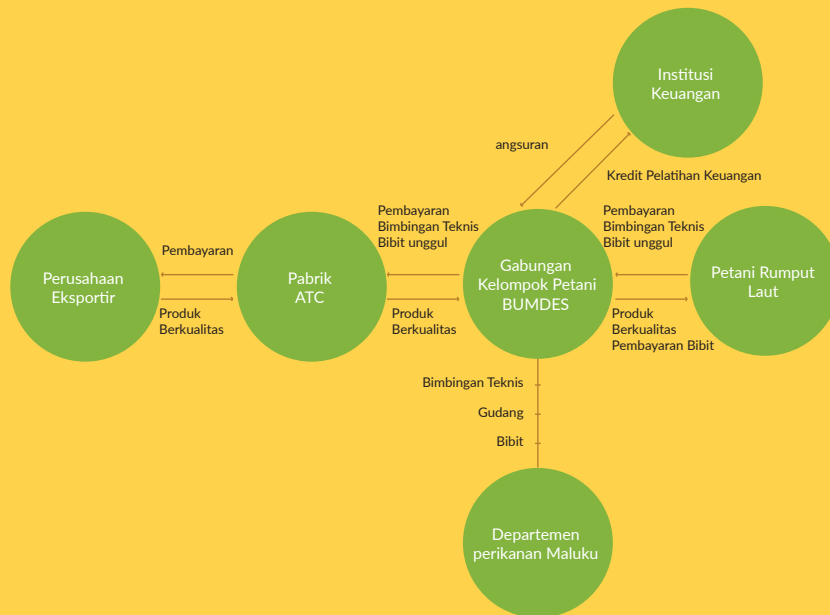 Institusi
Keuangan
angsuran
Kredit Pelatihan Keuangan
Perusahaan
Eksportir
Pembayaran
Produk
Berkualitas
Pabrik
ATC
Pembayaran
Bimbingan Teknis
Bibit unggul
Produk
Berkualitas
Gabungan
Kelompok Petani
BUMDES
Pembayaran
Bimbingan Teknis
Bibit unggul
Produk
Berkualitas
Pembayaran Bibit
Petani Rumput
Laut
Bimbingan Teknis
Gudang
Bibit
Departemen
perikanan Maluku